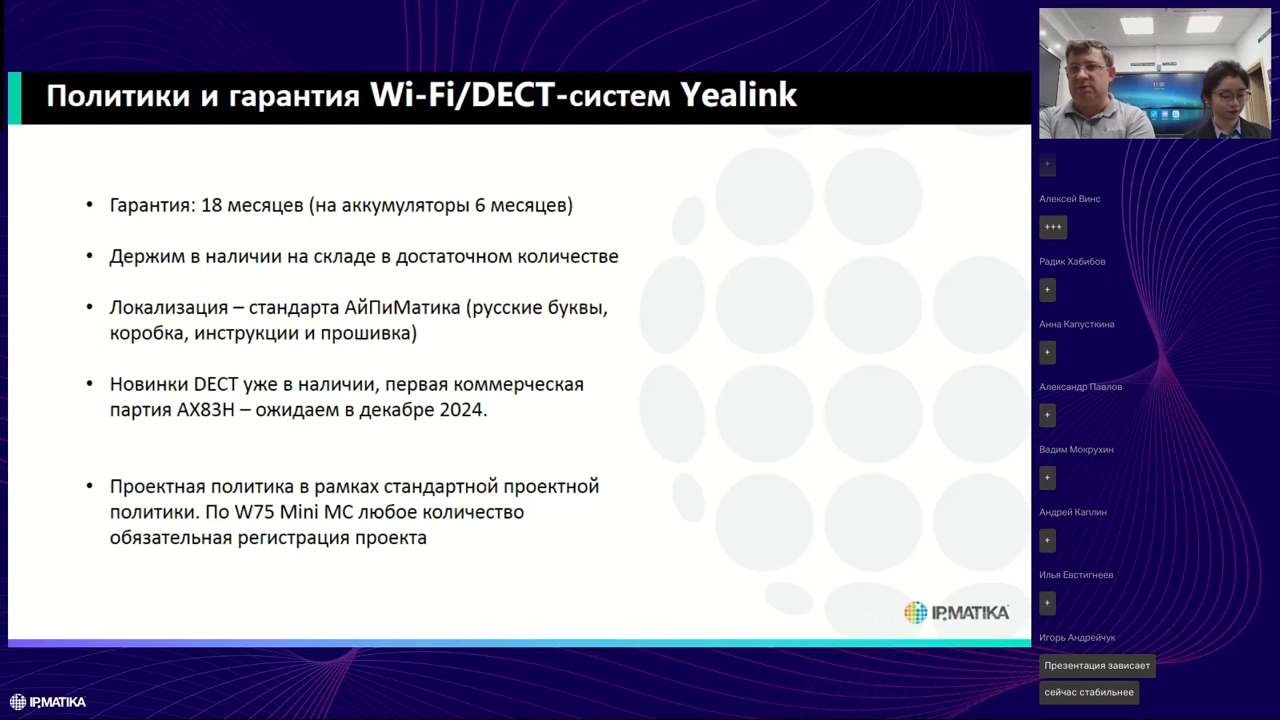 Политики и гарантия Wi-Fi/DECT-систем Yealink
• Гарантия: 18 месяцев (на аккумуляторы 6 месяцев)
• Держим в наличии на складе в достаточном количестве
• Локализация – стандарта АйПиМатика (русские буквы,
коробка, инструкции и прошивка)
• Новинки DECT уже в наличии, первая коммерческая
партия AX83H – ожидаем в декабре 2024.
• Проектная политика в рамках стандартной проектной
политики. По W75 Mini MC любое количество
обязательная регистрация проекта
IP.MATIKA
IP.MATIKA
+
Алексей Винс
+++
Радик Хабибов
+
Анна Капусткина
+
Александр Павлов
+
Вадим Мокрухин
+
Андрей Каплин
+
Илья Евстигнеев
+
Игорь Андрейчук
Презентация зависает
сейчас стабильнее